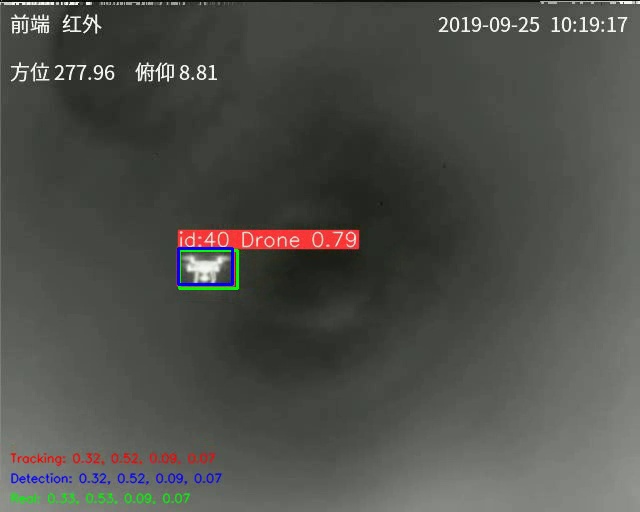 前端 红外
2019-09-25 10:19:17
方位 277.96 俯仰 8.81
id:40 Drone 0.79
Tracking: 0.32, 0.52, 0.09, 0.07
Detection: 0.32, 0.52, 0.09, 0.07
Real: 0.33, 0.53, 0.09, 0.07